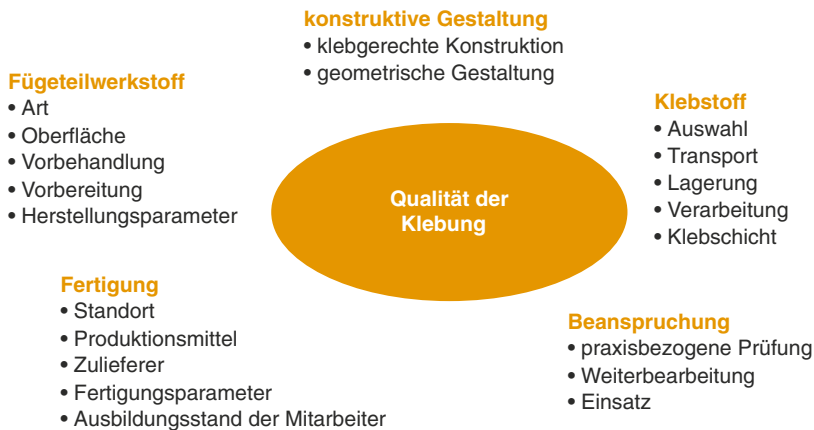 konstruktive Gestaltung
• klebgerechte Konstruktion
• geometrische Gestaltung
Fügeteilwerkstoff
• Art
• Oberfläche
• Vorbehandlung
• Vorbereitung
• Herstellungsparameter
Klebstoff
• Auswahl
• Transport
• Lagerung
• Verarbeitung
• Klebschicht
Qualität der
Klebung
Fertigung
• Standort
• Produktionsmittel
• Zulieferer
• Fertigungsparameter
• Ausbildungsstand der Mitarbeiter
Beanspruchung
• praxisbezogene Prüfung
• Weiterbearbeitung
• Einsatz